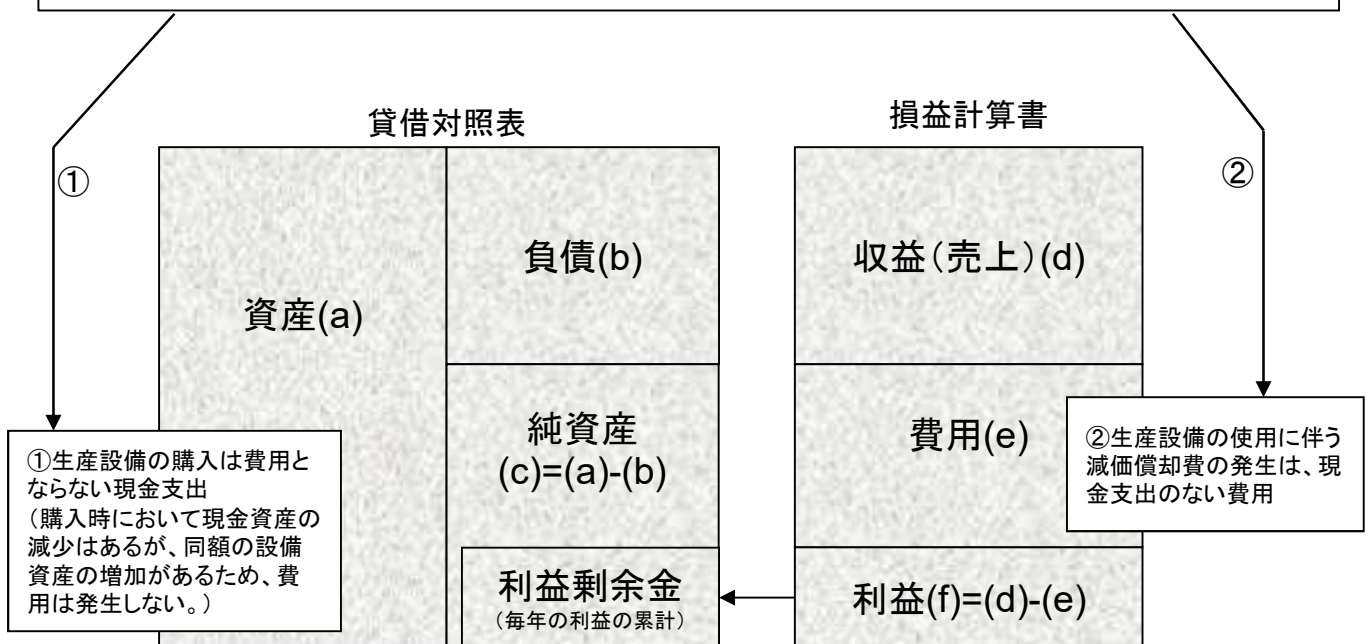 貸借対照表
損益計算書
①
②
資産(a)
負債(b)
純資産
(c)=(a)-(b)
利益剰余金
(毎年の利益の累計)
収益(売上)(d)
費用(e)
利益(f)=(d)-(e)
①生産設備の購入は費用と
ならない現金支出
(購入時において現金資産の
減少はあるが、同額の設備
資産の増加があるため、費
用は発生しない。)
②生産設備の使用に伴う
減価償却費の発生は、現
金支出のない費用